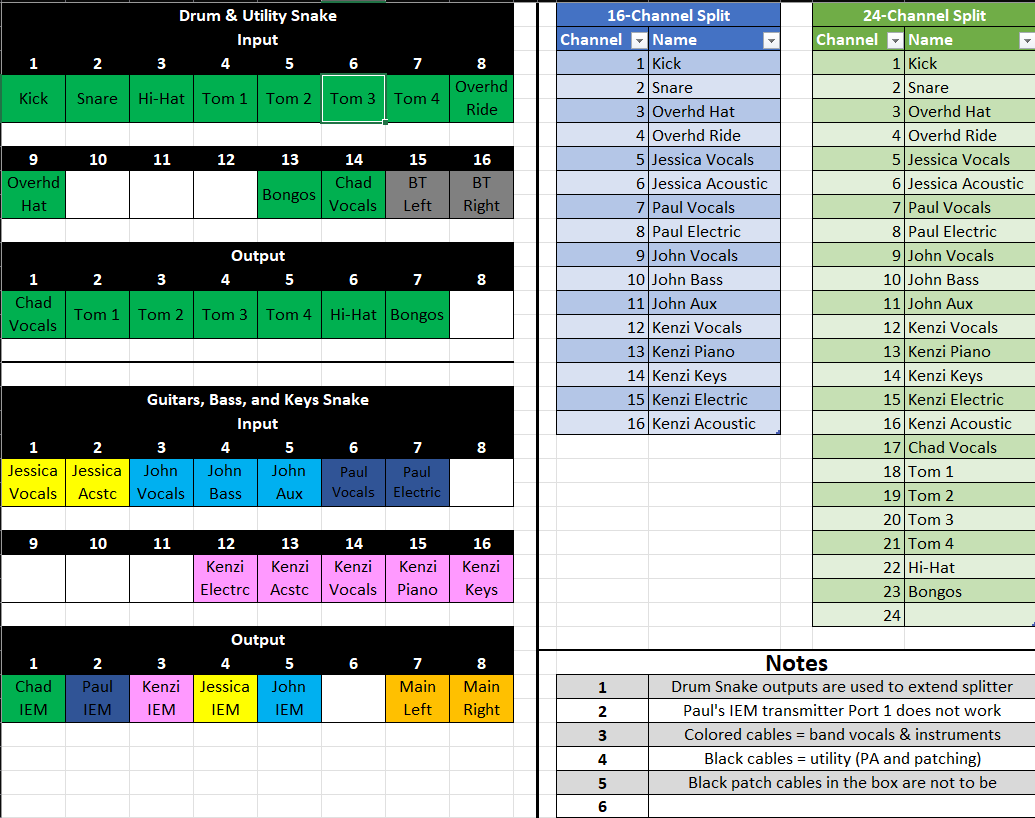 Drum & Utility Snake
Input
1 2 3 4 5 6 7 8
Kick Snare Hi-Hat Tom 1 Tom 2 Tom 3 Tom 4 Overhd Ride
9 10 11 12 13 14 15 16
Overhd Hat Bongos Chad Vocals BT Left BT Right
Output
1 2 3 4 5 6 7 8
Chad Vocals Tom 1 Tom 2 Tom 3 Tom 4 Hi-Hat Bongos
Guitars, Bass, and Keys Snake
Input
1 2 3 4 5 6 7 8
Jessica Vocals Jessica Acstc John Vocals John Bass John Aux Paul Vocals Paul Electric
9 10 11 12 13 14 15 16
Kenzi Electrc Kenzi Acstc Kenzi Vocals Kenzi Piano Kenzi Keys
Output
1 2 3 4 5 6 7 8
Chad IEM Paul IEM Kenzi IEM Jessica IEM John IEM Main Left Main Right
16-Channel Split
Channel Name
1 Kick
2 Snare
3 Overhd Hat
4 Overhd Ride
5 Jessica Vocals
6 Jessica Acoustic
7 Paul Vocals
8 Paul Electric
9 John Vocals
10 John Bass
11 John Aux
12 Kenzi Vocals
13 Kenzi Piano
14 Kenzi Keys
15 Kenzi Electric
16 Kenzi Acoustic
24-Channel Split
Channel Name
1 Kick
2 Snare
3 Overhd Hat
4 Overhd Ride
5 Jessica Vocals
6 Jessica Acoustic
7 Paul Vocals
8 Paul Electric
9 John Vocals
10 John Bass
11 John Aux
12 Kenzi Vocals
13 Kenzi Piano
14 Kenzi Keys
15 Kenzi Electric
16 Kenzi Acoustic
17 Chad Vocals
18 Tom 1
19 Tom 2
20 Tom 3
21 Tom 4
22 Hi-Hat
23 Bongos
24
Notes
1 Drum Snake outputs are used to extend splitter
2 Paul's IEM transmitter Port 1 does not work
3 Colored cables = band vocals & instruments
4 Black cables = utility (PA and patching)
5 Black patch cables in the box are not to be
6